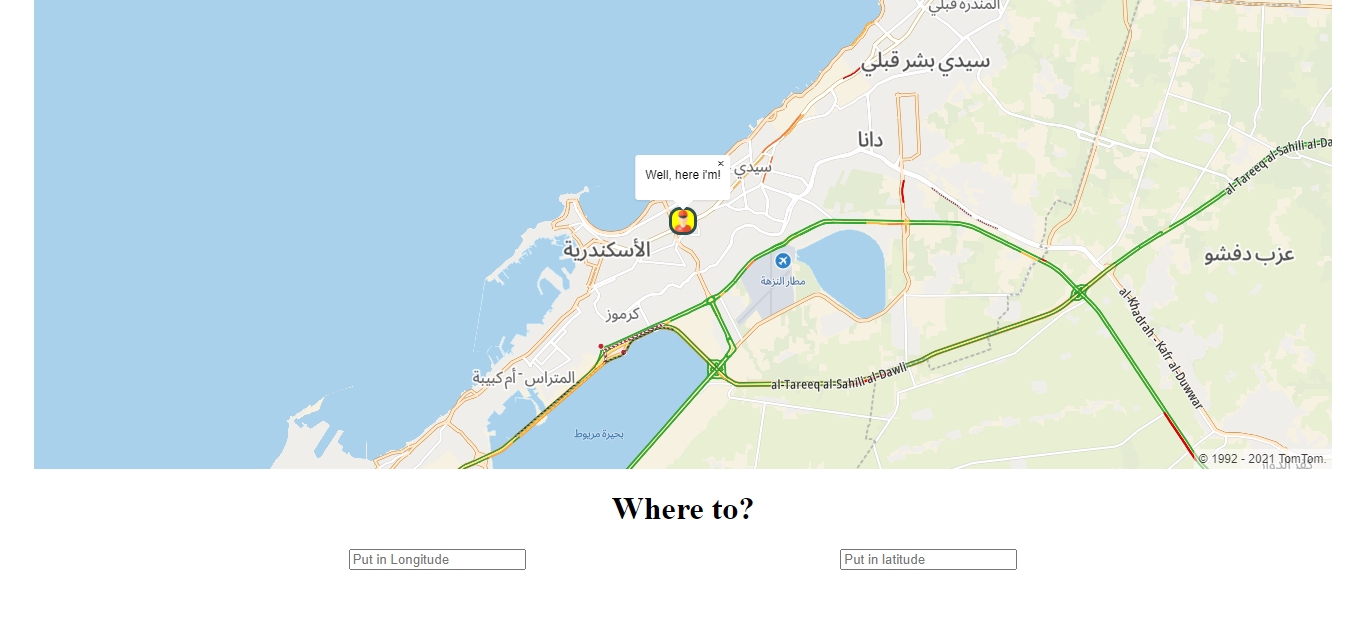 المندرة قبلي
سيدي بشر قبلي
دانا
al-Tareeq al-Sahili al-Da
×
Well, here i'm!
سيدي
الأسكندرية
عزب دفشو
مطار النزهة
al-Khadrah - Kafr al-Duwwar
كرموز
al-Tareeq al-Sahili al-Dawli
المتراس - أم كبيبة
بحيرة مريوط
© 1992 - 2021 TomTom.
كفر الدوار
Where to?
Put in Longitude
Put in latitude